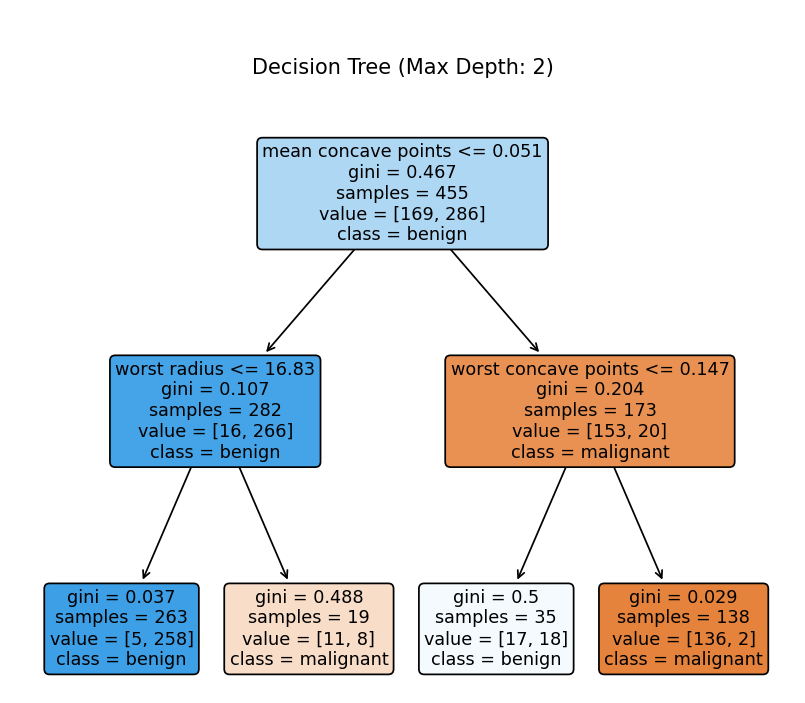 Decision Tree (Max Depth: 2)
mean concave points <= 0.051
gini = 0.467
samples = 455
value = [169, 286]
class = benign
worst radius <= 16.83
gini = 0.107
samples = 282
value = [16, 266]
class = benign
worst concave points <= 0.147
gini = 0.204
samples = 173
value = [153, 20]
class = malignant
gini = 0.037
samples = 263
value = [5, 258]
class = benign
gini = 0.488
samples = 19
value = [11, 8]
class = malignant
gini = 0.5
samples = 35
value = [17, 18]
class = benign
gini = 0.029
samples = 138
value = [136, 2]
class = malignant